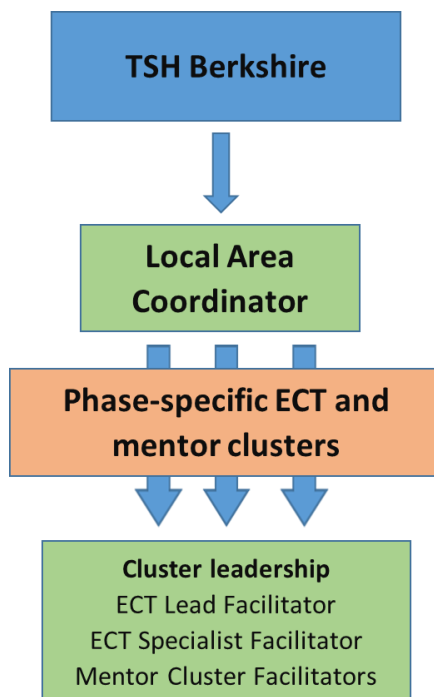 TSH Berkshire
Local Area
Coordinator
Phase-specific ECT and
mentor clusters
Cluster leadership
ECT Lead Facilitator
ECT Specialist Facilitator
Mentor Cluster Facilitators